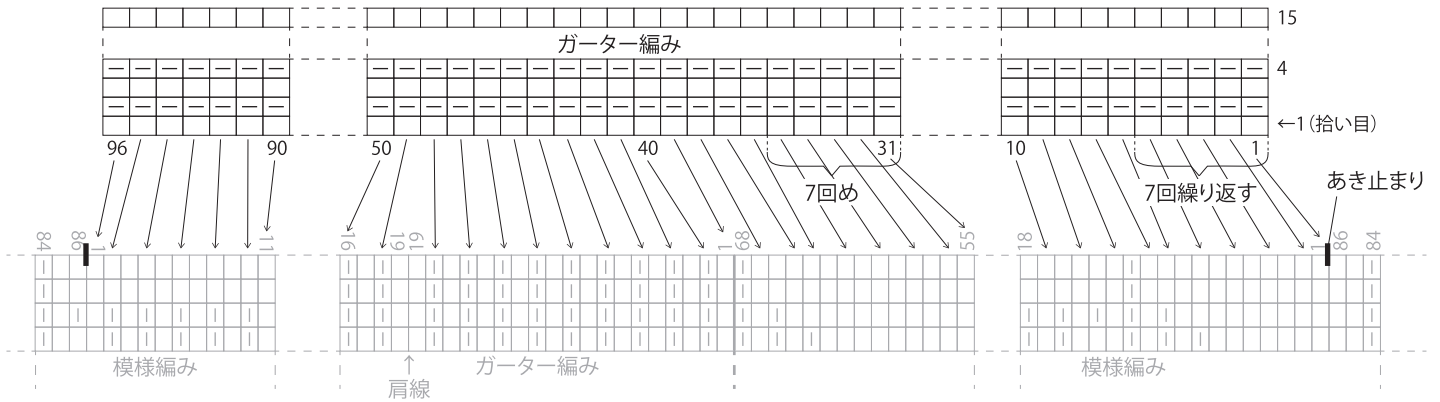 15
ガーター編み
4
←1（拾い目）
96 90 50 40 31 10 1
7回め 7回繰り返す あき止まり
84 86 1 11 16 19 19 1 68 55 18 1 86 84
模様編み ガーター編み 模様編み
肩線